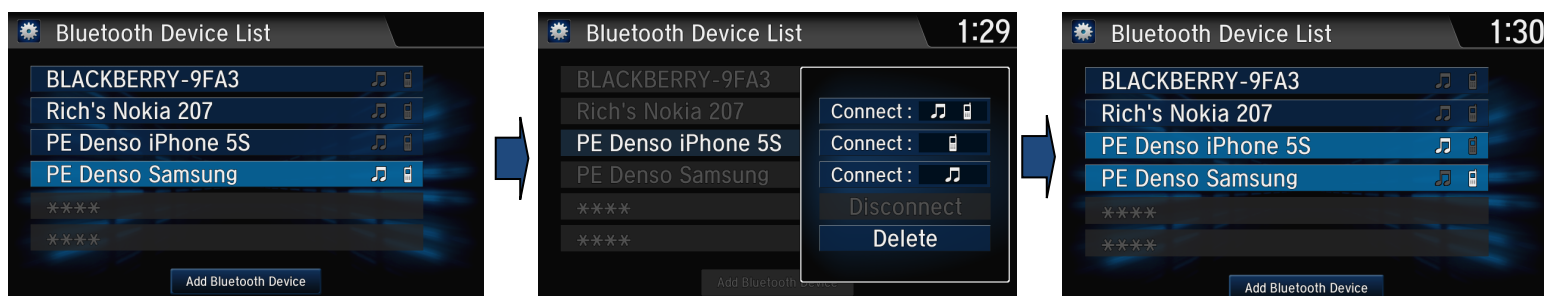 Bluetooth Device List
BLACKBERRY-9FA3
Rich's Nokia 207
PE Denso iPhone 5S
PE Denso Samsung
****
****
Add Bluetooth Device
Bluetooth Device List 1:29
BLACKBERRY-9FA3
Rich's Nokia 207
PE Denso iPhone 5S
PE Denso Samsung
****
****
Add Bluetooth Device
Connect :
Connect :
Connect :
Disconnect
Delete
Bluetooth Device List 1:30
BLACKBERRY-9FA3
Rich's Nokia 207
PE Denso iPhone 5S
PE Denso Samsung
****
****
Add Bluetooth Device